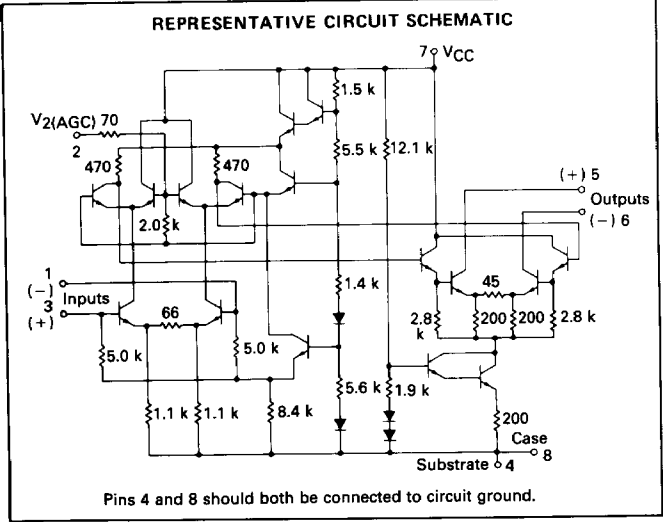 REPRESENTATIVE CIRCUIT SCHEMATIC
7 VCC
1.5 k
V2(AGC) 70
2
5.5 k
12.1 k
470
470
(+) 5
Outputs
(-) 6
2.0 k
1
(-)
Inputs
3
(+)
66
1.4 k
45
2.8 k
200
200
2.8 k
5.0 k
5.0 k
5.6 k
1.9 k
1.1 k
1.1 k
8.4 k
200
Case
8
Substrate 4
Pins 4 and 8 should both be connected to circuit ground.